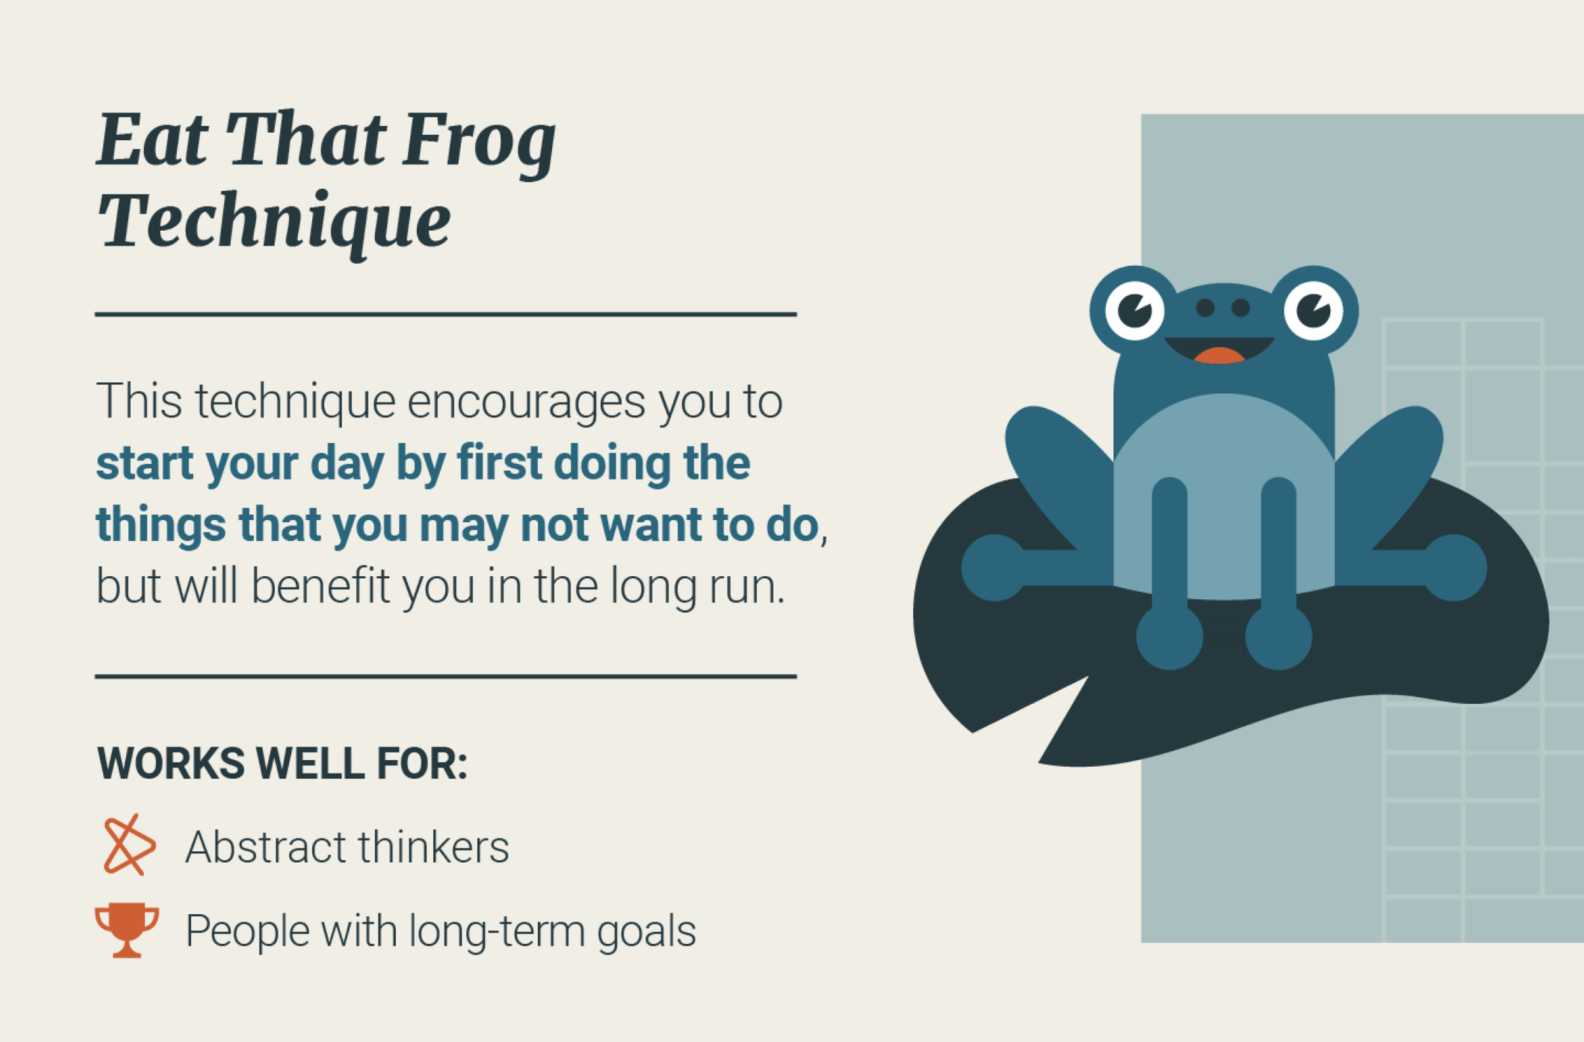 Eat That Frog
Technique
This technique encourages you to
start your day by first doing the
things that you may not want to do,
but will benefit you in the long run.
WORKS WELL FOR:
Abstract thinkers
People with long-term goals